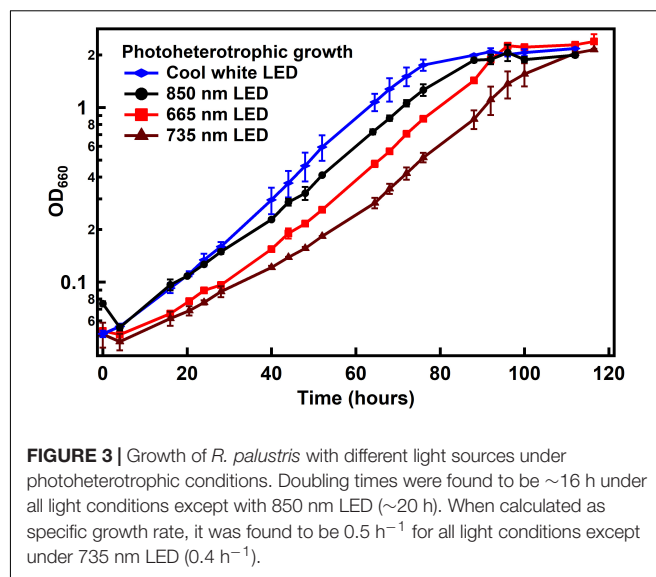 Photoheterotrophic growth
Cool white LED
850 nm LED
665 nm LED
735 nm LED
OD660
2
1
8
6
4
2
0.1
8
6
0
20
40
60
80
100
120
Time (hours)
FIGURE 3 | Growth of R. palustris with different light sources under
photoheterotrophic conditions. Doubling times were found to be ∼16 h under
all light conditions except with 850 nm LED (∼20 h). When calculated as
specific growth rate, it was found to be 0.5 h−1 for all light conditions except
under 735 nm LED (0.4 h−1).